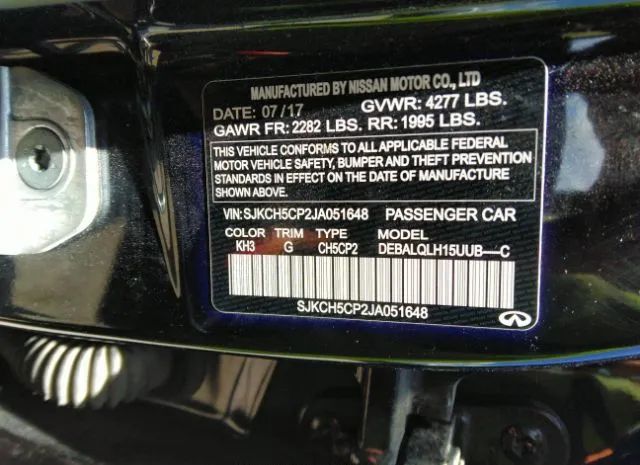 MANUFACTURED BY NISSAN MOTOR CO., LTD
DATE: 07/17 GVWR: 4277 LBS.
GAWR FR: 2282 LBS. RR: 1995 LBS.
THIS VEHICLE CONFORMS TO ALL APPLICABLE FEDERAL
MOTOR VEHICLE SAFETY, BUMPER AND THEFT PREVENTION
STANDARDS IN EFFECT ON THE DATE OF MANUFACTURE
SHOWN ABOVE.
VIN:SJKCH5CP2JA051648 PASSENGER CAR
COLOR TRIM TYPE MODEL
KH3 G CH5CP2 DEBALQLH15UUB----C
SJKCH5CP2JA051648